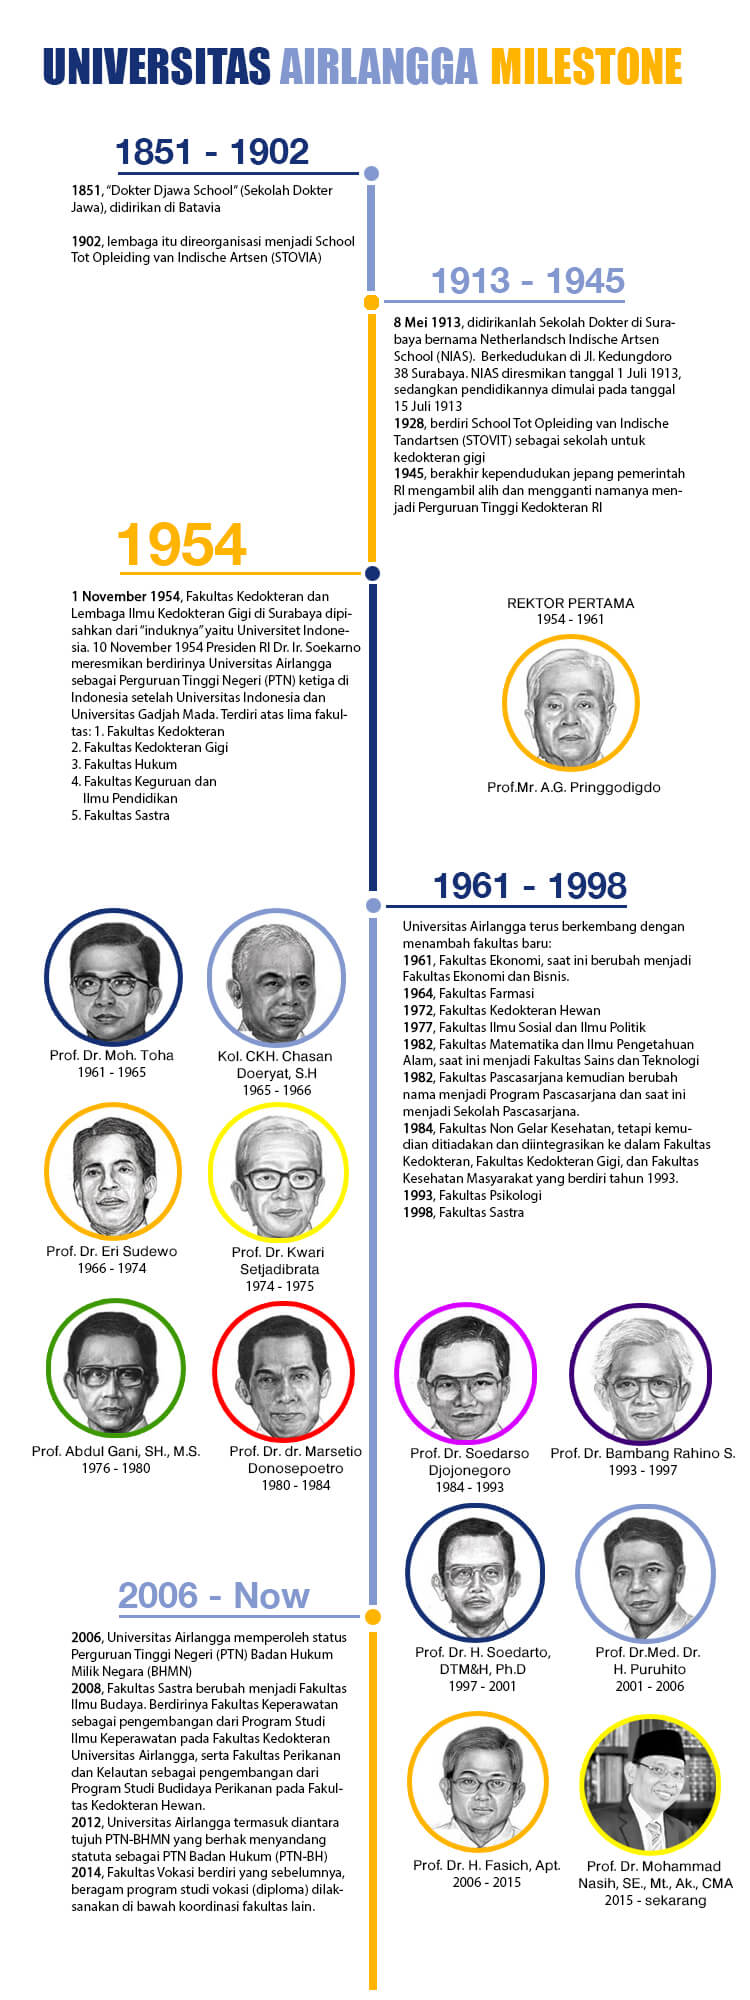 UNIVERSITAS AIRLANGGA MILESTONE
1851 - 1902
1851, “Dokter Djawa School” (Sekolah Dokter
Jawa), didirikan di Batavia
1902, lembaga itu direorganisasi menjadi School
Tot Opleiding van Indische Artsen (STOVIA)
1913 - 1945
8 Mei 1913, didirikanlah Sekolah Dokter di Sura-
baya bernama Netherlandsch Indische Artsen
School (NIAS).  Berkedudukan di Jl. Kedungdoro
38 Surabaya. NIAS diresmikan tanggal 1 Juli 1913,
sedangkan pendidikannya dimulai pada tanggal
15 Juli 1913
1928, berdiri School Tot Opleiding van Indische
Tandartsen (STOVIT) sebagai sekolah untuk
kedokteran gigi
1945, berakhir kependudukan jepang pemerintah
RI mengambil alih dan mengganti namanya men-
jadi Perguruan Tinggi Kedokteran RI
1954
1 November 1954, Fakultas Kedokteran dan
Lembaga Ilmu Kedokteran Gigi di Surabaya dipi-
sahkan dari “induknya” yaitu Universitet Indone-
sia. 10 November 1954 Presiden RI Dr. Ir. Soekarno
meresmikan berdirinya Universitas Airlangga
sebagai Perguruan Tinggi Negeri (PTN) ketiga di
Indonesia setelah Universitas Indonesia dan
Universitas Gadjah Mada. Terdiri atas lima fakul-
tas: 1. Fakultas Kedokteran
2. Fakultas Kedokteran Gigi
3. Fakultas Hukum
4. Fakultas Keguruan dan
Ilmu Pendidikan
5. Fakultas Sastra
REKTOR PERTAMA
1954 - 1961
Prof.Mr. A.G. Pringgodigdo
1961 - 1998
Universitas Airlangga terus berkembang dengan
menambah fakultas baru:
1961, Fakultas Ekonomi, saat ini berubah menjadi
Fakultas Ekonomi dan Bisnis.
1964, Fakultas Farmasi
1972, Fakultas Kedokteran Hewan
1977, Fakultas Ilmu Sosial dan Ilmu Politik
1982, Fakultas Matematika dan Ilmu Pengetahuan
Alam, saat ini menjadi Fakultas Sains dan Teknologi
1982, Fakultas Pascasarjana kemudian berubah
nama menjadi Program Pascasarjana dan saat ini
menjadi Sekolah Pascasarjana.
1984, Fakultas Non Gelar Kesehatan, tetapi kemu-
dian ditiadakan dan diintegrasikan ke dalam Fakultas
Kedokteran, Fakultas Kedokteran Gigi, dan Fakultas
Kesehatan Masyarakat yang berdiri tahun 1993.
1993, Fakultas Psikologi
1998, Fakultas Sastra
Prof. Dr. Moh. Toha
1961 - 1965
Kol. CKH. Chasan
Doeryat, S.H
1965 - 1966
Prof. Dr. Eri Sudewo
1966 - 1974
Prof. Dr. Kwari
Setjadibrata
1974 - 1975
Prof. Abdul Gani, SH., M.S.
1976 - 1980
Prof. Dr. dr. Marsetio
Donosepoetro
1980 - 1984
Prof. Dr. Soedarso
Djojonegoro
1984 - 1993
Prof. Dr. Bambang Rahino S.
1993 - 1997
Prof. Dr. H. Soedarto,
DTM&H, Ph.D
1997 - 2001
Prof. Dr.Med. Dr.
H. Puruhito
2001 - 2006
Prof. Dr. H. Fasich, Apt.
2006 - 2015
Prof. Dr. Mohammad
Nasih, SE., Mt., Ak., CMA
2015 - sekarang
2006 - Now
2006, Universitas Airlangga memperoleh status
Perguruan Tinggi Negeri (PTN) Badan Hukum
Milik Negara (BHMN)
2008, Fakultas Sastra berubah menjadi Fakultas
Ilmu Budaya. Berdirinya Fakultas Keperawatan
sebagai pengembangan dari Program Studi
Ilmu Keperawatan pada Fakultas Kedokteran
Universitas Airlangga, serta Fakultas Perikanan
dan Kelautan sebagai pengembangan dari
Program Studi Budidaya Perikanan pada Fakul-
tas Kedokteran Hewan.
2012, Universitas Airlangga termasuk diantara
tujuh PTN-BHMN yang berhak menyandang
statuta sebagai PTN Badan Hukum (PTN-BH)
2014, Fakultas Vokasi berdiri yang sebelumnya,
beragam program studi vokasi (diploma) dilak-
sanakan di bawah koordinasi fakultas lain.